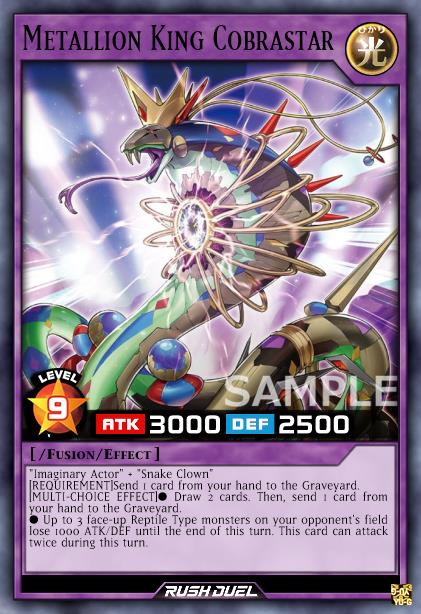 Metallion King Cobrastar
ひかり
光
SAMPLE
LEVEL
9
ATK 3000 DEF 2500
[ /Fusion/Effect ]
"Imaginary Actor" + "Snake Clown"
[REQUIREMENT]Send 1 card from your hand to the Graveyard.
[MULTI-CHOICE EFFECT]● Draw 2 cards. Then, send 1 card from
your hand to the Graveyard.
● Up to 3 face-up Reptile Type monsters on your opponent's field
lose 1000 ATK/DEF until the end of this turn. This card can attack
twice during this turn.
RUSH DUEL